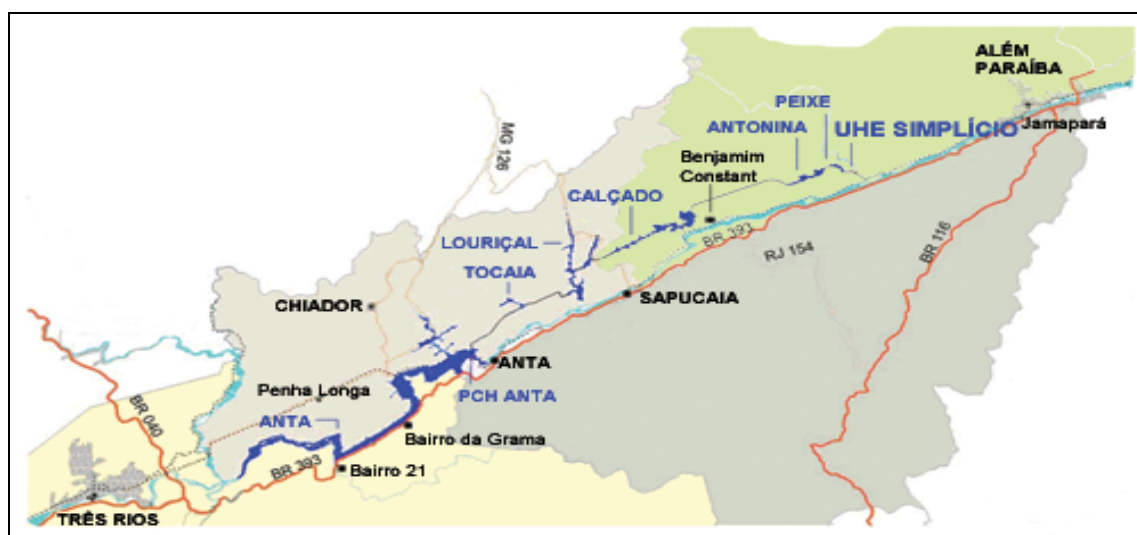 ALÉM
PARAÍBA
PEIXE
ANTONINA
UHE SIMPLÍCIO
Jamapará
MG 126
Benjamim
Constant
CALÇADO
BR 393
LOURIÇAL
RJ 154
BR 116
TOCAIA
CHIADOR
SAPUCAIA
ANTA
Penha Longa
PCH ANTA
ANTA
BR 040
Bairro da Grama
BR 393
Bairro 21
TRÊS RIOS